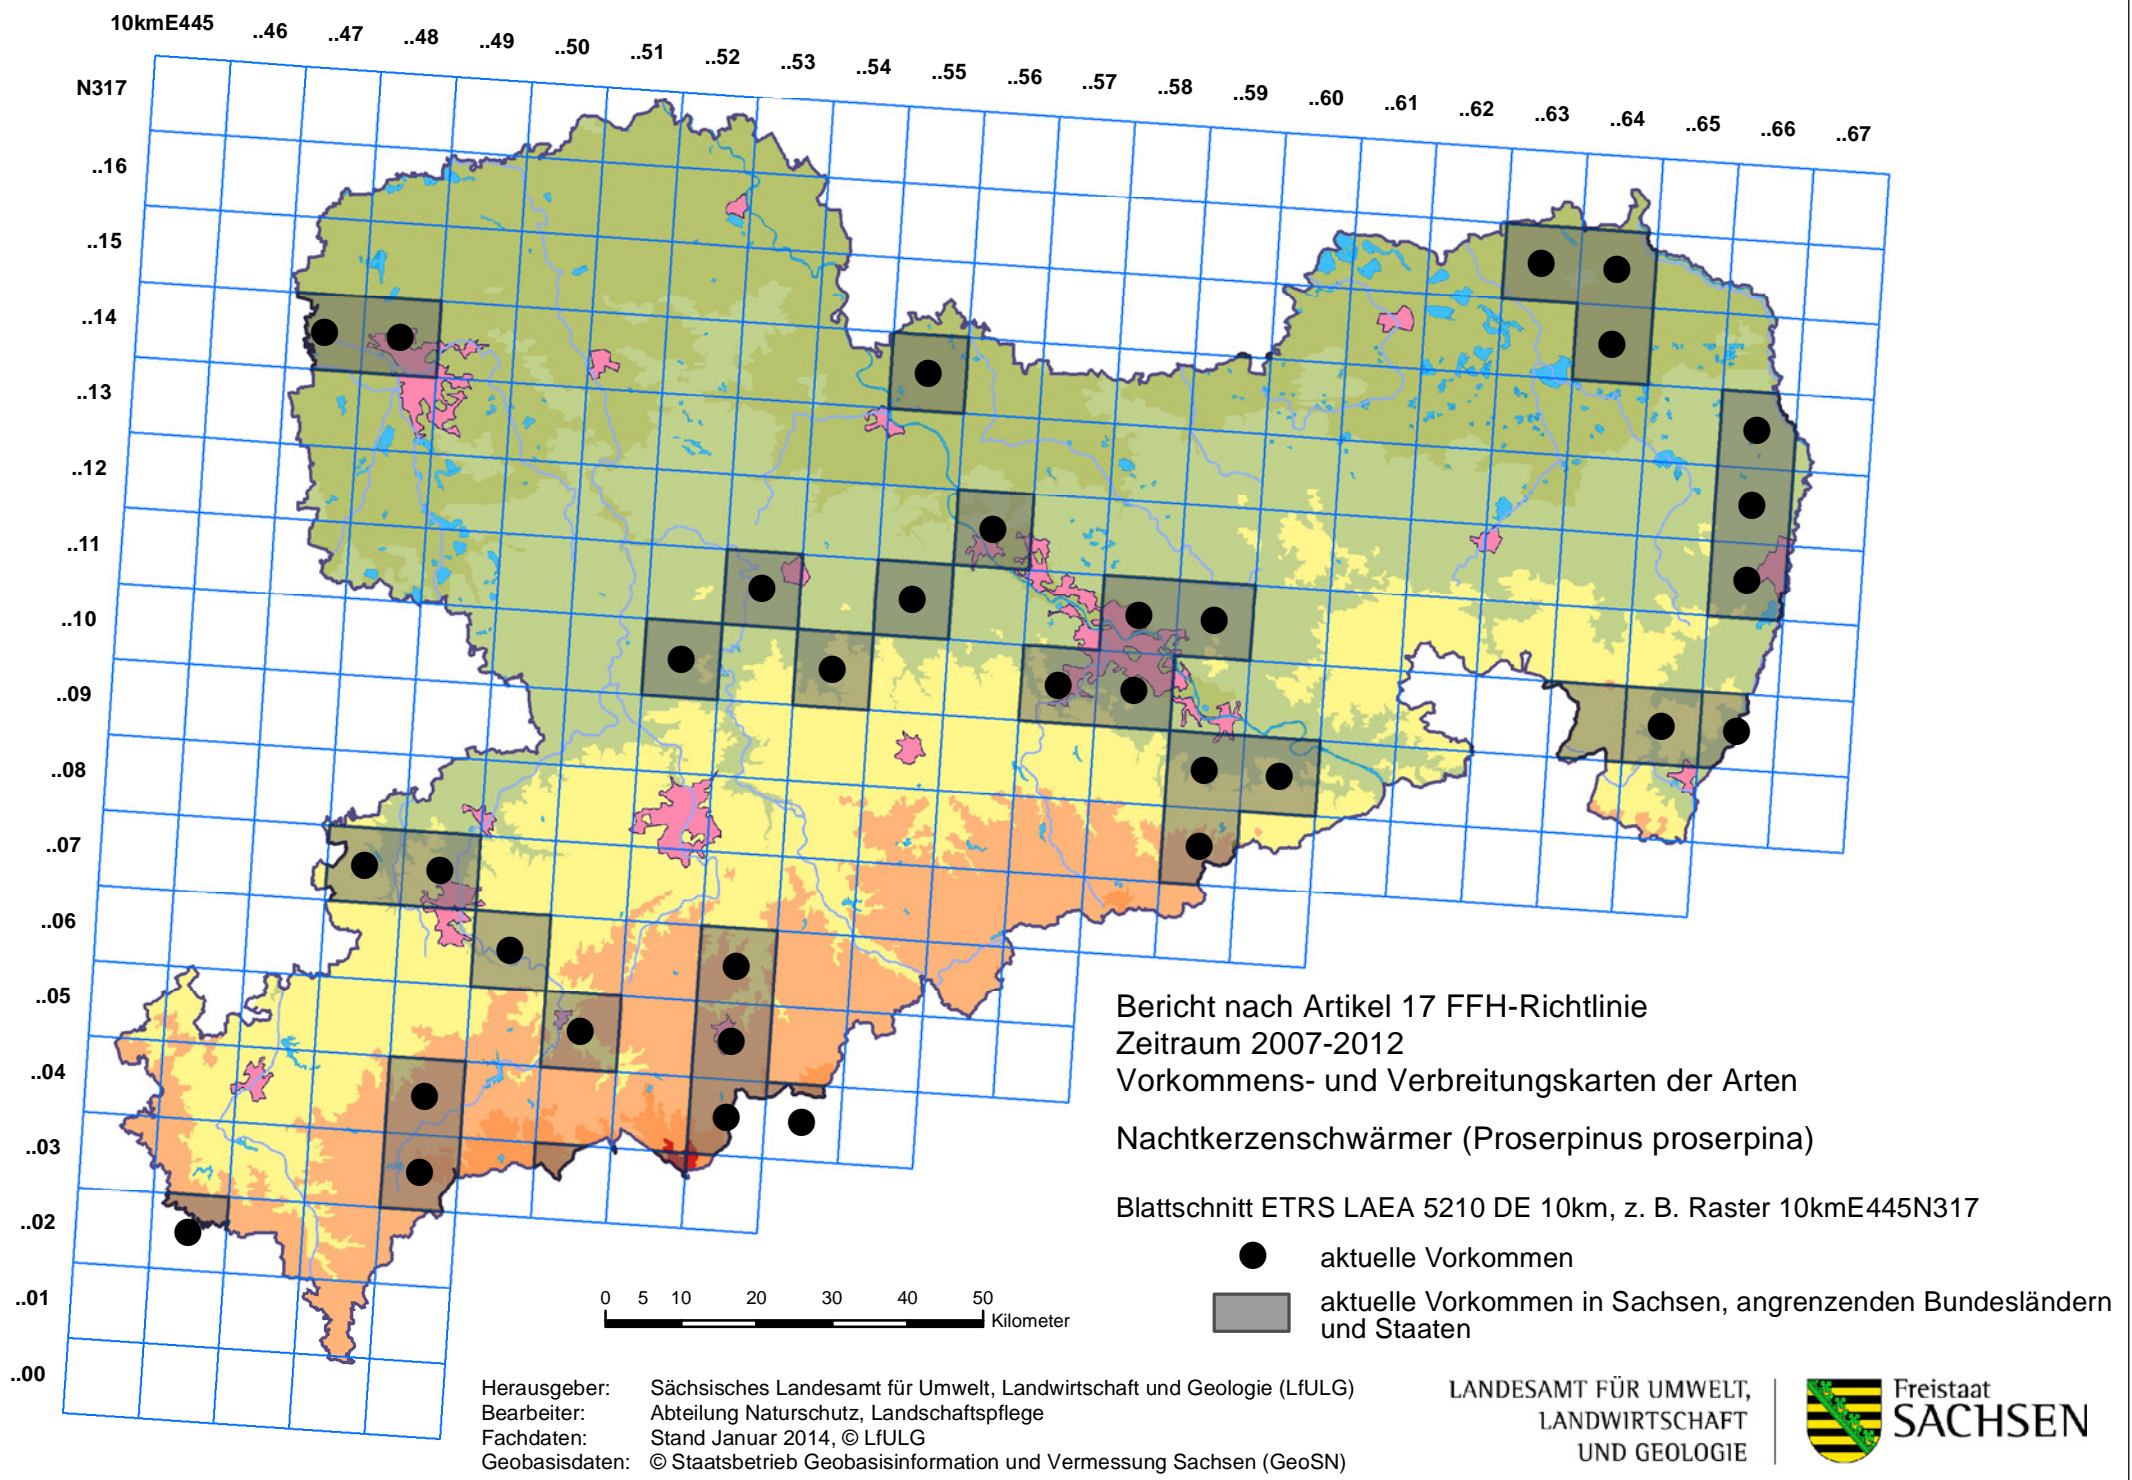 10kmE445 ..46 ..47 ..48 ..49 ..50 ..51 ..52 ..53 ..54 ..55 ..56 ..57 ..58 ..59 ..60 ..61 ..62 ..63 ..64 ..65 ..66 ..67
N317
..16
..15
..14
..13
..12
..11
..10
..09
..08
..07
..06
..05
..04
..03
..02
..01
..00
Bericht nach Artikel 17 FFH-Richtlinie
Zeitraum 2007-2012
Vorkommens- und Verbreitungskarten der Arten
Nachtkerzenschwärmer (Proserpinus proserpina)
Blattschnitt ETRS LAEA 5210 DE 10km, z. B. Raster 10kmE445N317
aktuelle Vorkommen
aktuelle Vorkommen in Sachsen, angrenzenden Bundesländern
und Staaten
0 5 10 20 30 40 50
Kilometer
Herausgeber: Sächsisches Landesamt für Umwelt, Landwirtschaft und Geologie (LfULG)
Bearbeiter: Abteilung Naturschutz, Landschaftspflege
Fachdaten: Stand Januar 2014, © LfULG
Geobasisdaten: © Staatsbetrieb Geobasisinformation und Vermessung Sachsen (GeoSN)
LANDESAMT FÜR UMWELT,
LANDWIRTSCHAFT
UND GEOLOGIE
Freistaat
SACHSEN